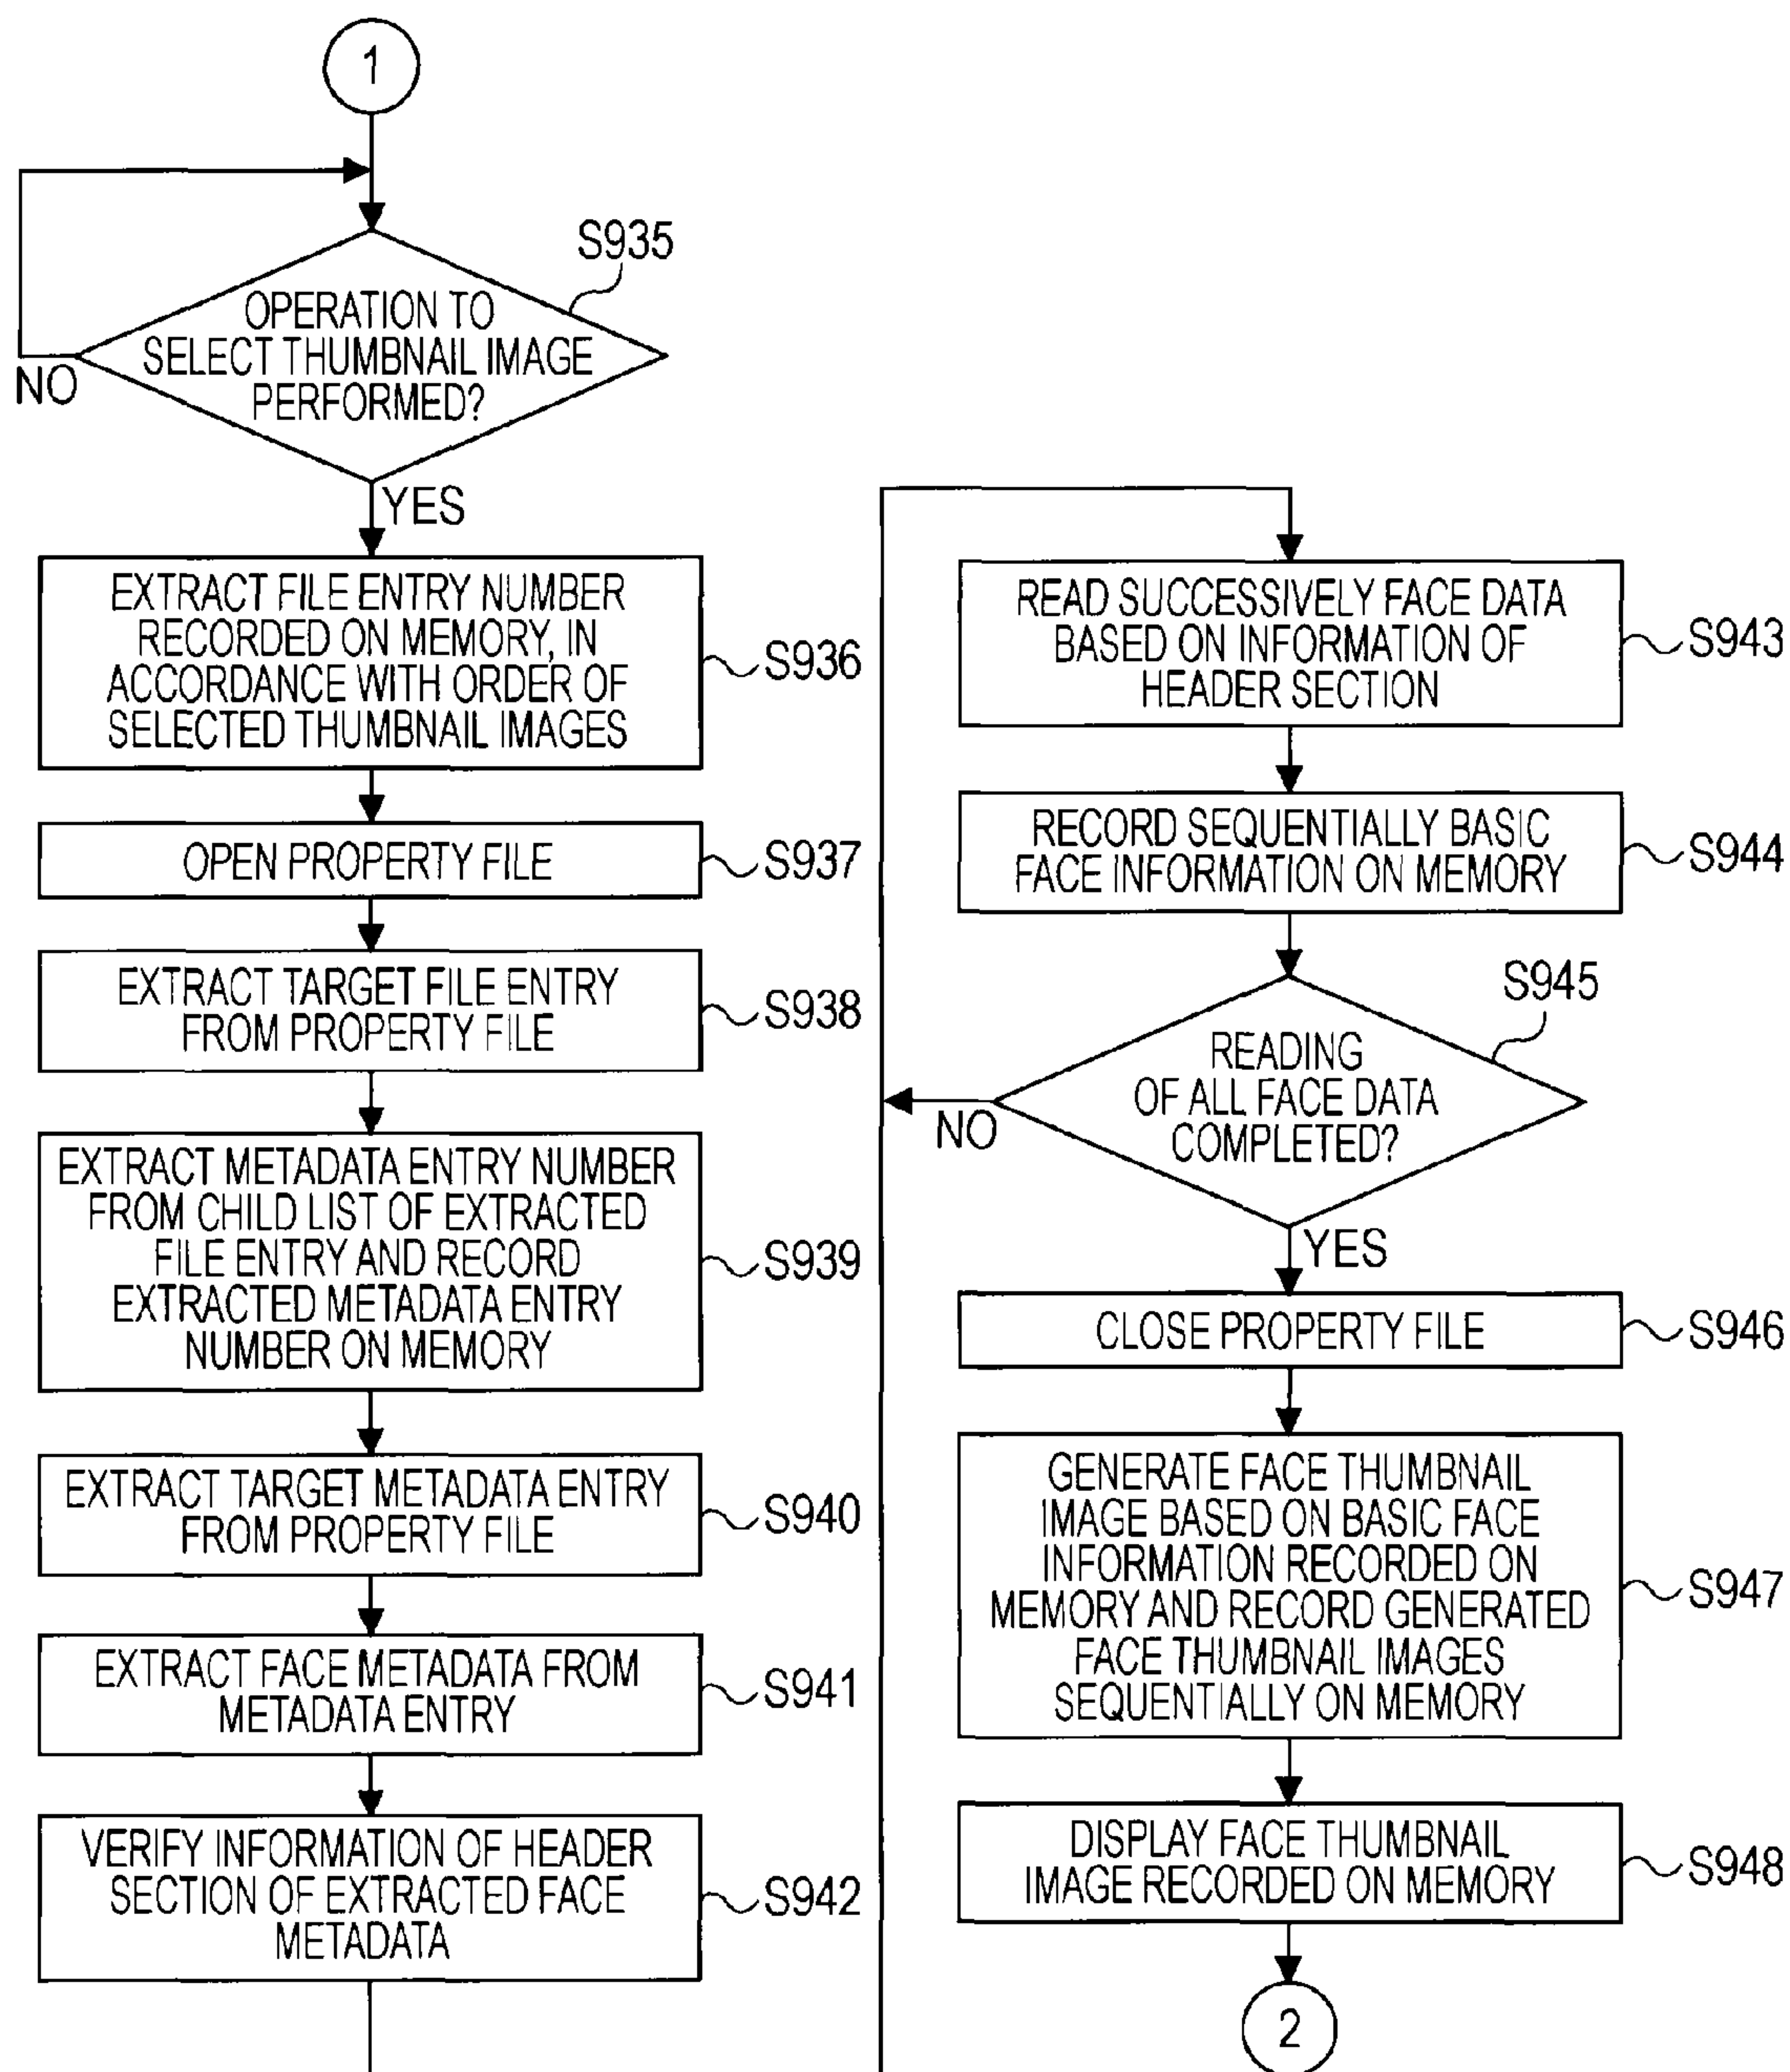 1
S935
OPERATION TO
SELECT THUMBNAIL IMAGE
PERFORMED?
NO
YES
EXTRACT FILE ENTRY NUMBER
RECORDED ON MEMORY, IN
ACCORDANCE WITH ORDER OF
SELECTED THUMBNAIL IMAGES
S936
OPEN PROPERTY FILE
S937
EXTRACT TARGET FILE ENTRY
FROM PROPERTY FILE
S938
EXTRACT METADATA ENTRY NUMBER
FROM CHILD LIST OF EXTRACTED
FILE ENTRY AND RECORD
EXTRACTED METADATA ENTRY
NUMBER ON MEMORY
S939
EXTRACT TARGET METADATA ENTRY
FROM PROPERTY FILE
S940
EXTRACT FACE METADATA FROM
METADATA ENTRY
S941
VERIFY INFORMATION OF HEADER
SECTION OF EXTRACTED FACE
METADATA
S942
READ SUCCESSIVELY FACE DATA
BASED ON INFORMATION OF
HEADER SECTION
S943
RECORD SEQUENTIALLY BASIC
FACE INFORMATION ON MEMORY
S944
S945
READING
OF ALL FACE DATA
COMPLETED?
NO
YES
CLOSE PROPERTY FILE
S946
GENERATE FACE THUMBNAIL
IMAGE BASED ON BASIC FACE
INFORMATION RECORDED ON
MEMORY AND RECORD GENERATED
FACE THUMBNAIL IMAGES
SEQUENTIALLY ON MEMORY
S947
DISPLAY FACE THUMBNAIL
IMAGE RECORDED ON MEMORY
S948
2